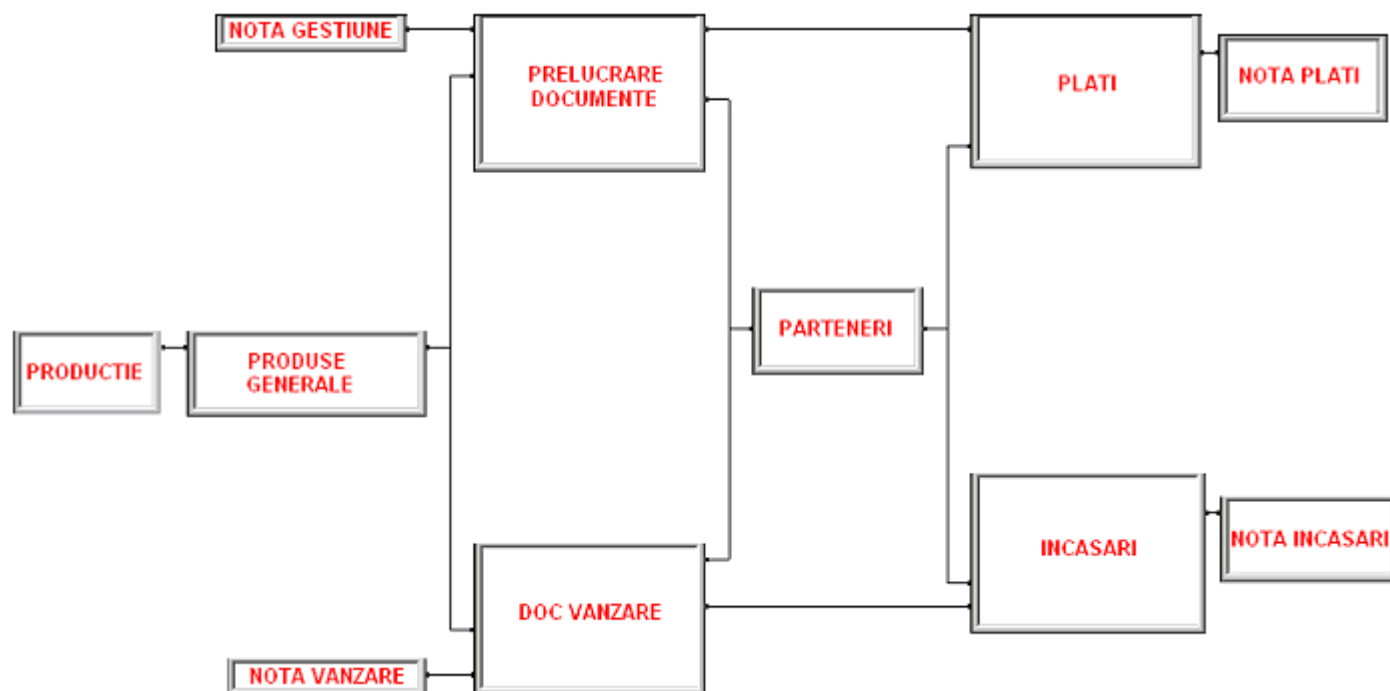 NOTA GESTIUNE
PRELUCRARE
DOCUMENTE
PLATI
NOTA PLATI
PARTENERI
PRODUCTIE
PRODUSE
GENERALE
INCASARI
NOTA INCASARI
DOC VANZARE
NOTA VANZARE